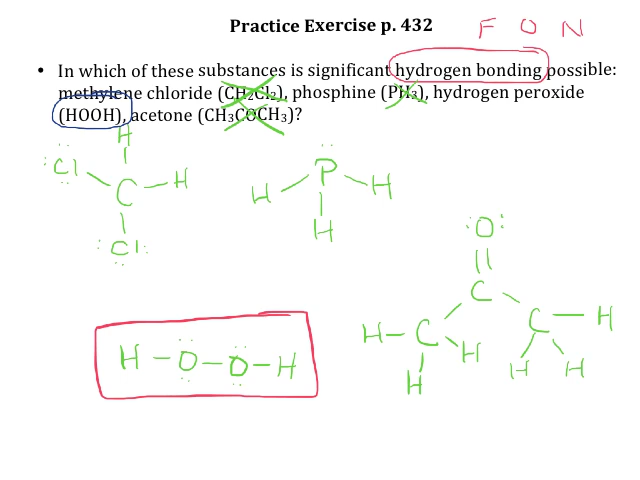 Practice Exercise p. 432
F O N
• In which of these substances is significant hydrogen bonding possible:
methylene chloride (CH2Cl2), phosphine (PH3), hydrogen peroxide
(HOOH), acetone (CH3COCH3)?
H
:Cl C H
:Cl:
P
H H
H
:O:
C
H C C H
H H H H
H - O - O - H